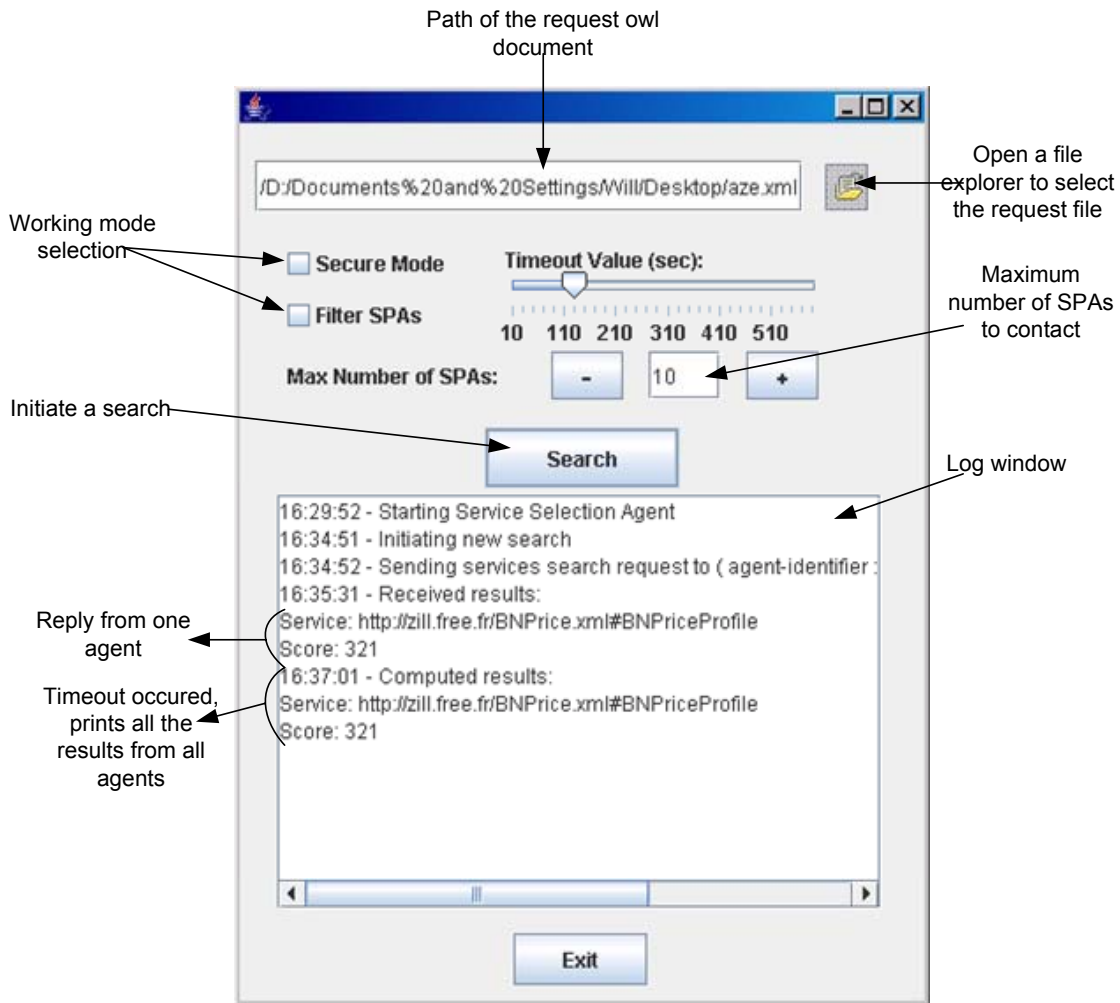 Path of the request owl
document
/D:/Documents%20and%20Settings/Will/Desktop/aze.xml
Open a file
explorer to select
the request file
Working mode
selection
Secure Mode
Timeout Value (sec):
Filter SPAs
10 110 210 310 410 510
Maximum
number of SPAs
to contact
Max Number of SPAs:
-
10
+
Initiate a search
Search
Log window
16:29:52 - Starting Service Selection Agent
16:34:51 - Initiating new search
16:34:52 - Sending services search request to ( agent-identifier :
16:35:31 - Received results:
Service: http://zill.free.fr/BNPrice.xml#BNPriceProfile
Score: 321
16:37:01 - Computed results:
Service: http://zill.free.fr/BNPrice.xml#BNPriceProfile
Score: 321
Reply from one
agent
Timeout occured,
prints all the
results from all
agents
Exit